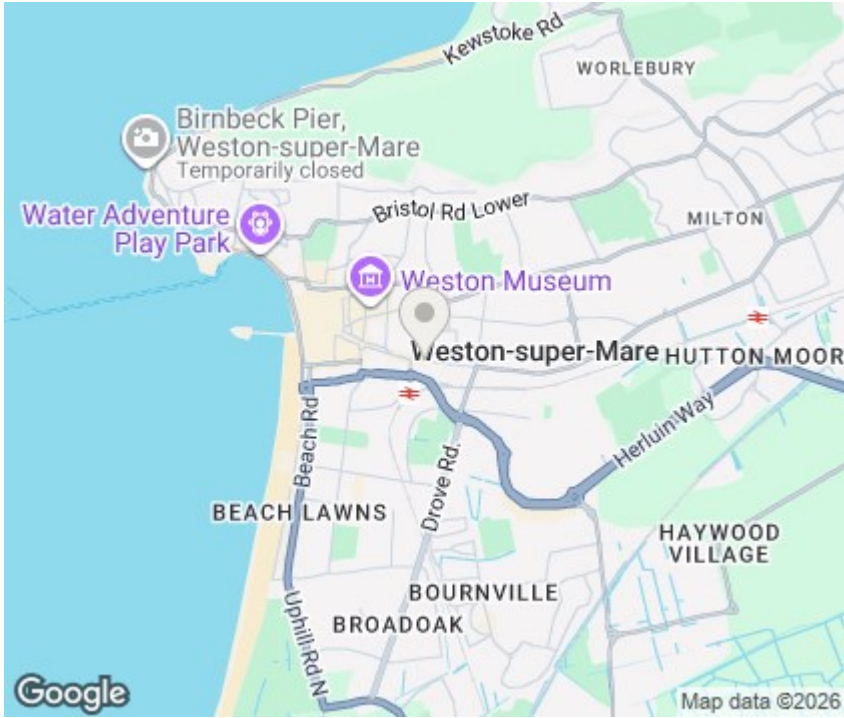 Kewstoke Rd
WORLEBURY
Birnbeck Pier,
Weston-super-Mare
Temporarily closed
Bristol Rd Lower
Water Adventure
Play Park
MILTON
Weston Museum
Weston-super-Mare
HUTTON MOOR
Beach Rd
Herluin Way
Drove Rd.
BEACH LAWNS
HAYWOOD
VILLAGE
BOURNVILLE
BROADOAK
Uphill Rd N
Google
Map data ©2026